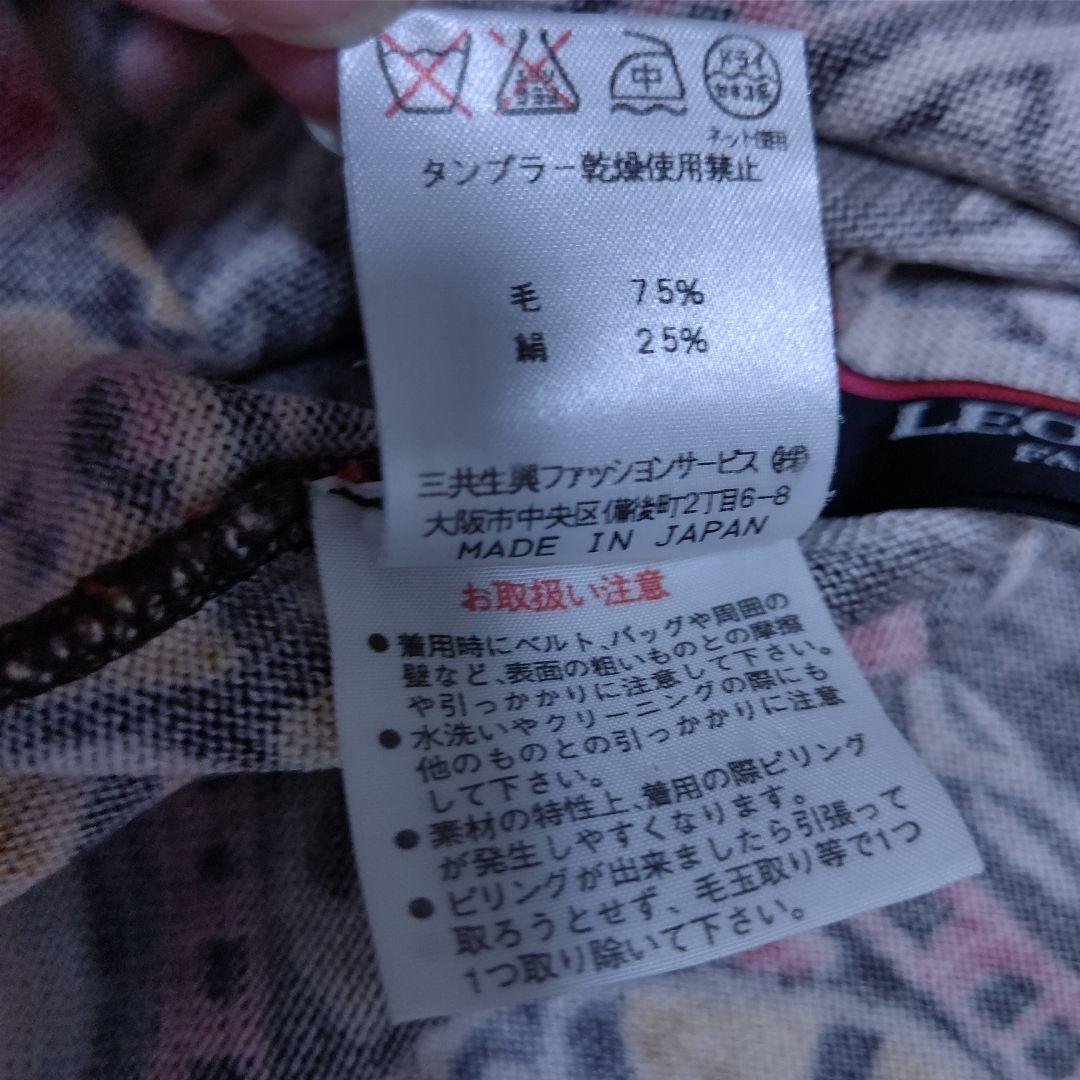 中
ドライ
セキユ系
ネット使用
タンブラー乾燥使用禁止
毛 75%
絹 25%
三共生興ファッションサービス ㈱
大阪市中央区備後町2丁目6-8
MADE IN JAPAN
お取扱い注意
● 着用時にベルト、バッグや周囲の
壁など、表面の粗いものとの摩擦
や引っかかりに注意して下さい。
● 水洗いやクリーニングの際にも
他のものとの引っかかりに注意
して下さい。
● 素材の特性上、着用の際ピリング
が発生しやすくなります。
● ピリングが出来ましたら引張って
取ろうとせず、毛玉取り等で1つ
1つ取り除いて下さい。